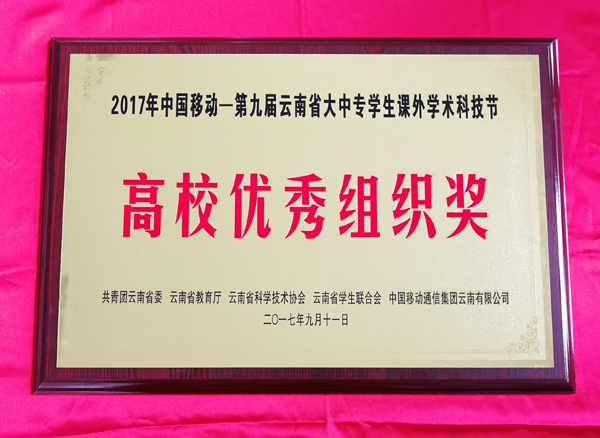 2017年中国移动—第九届云南省大中专学生课外学术科技节
高校优秀组织奖
共青团云南省委 云南省教育厅 云南省科学技术协会 云南省学生联合会 中国移动通信集团云南有限公司
二〇一七年九月十一日